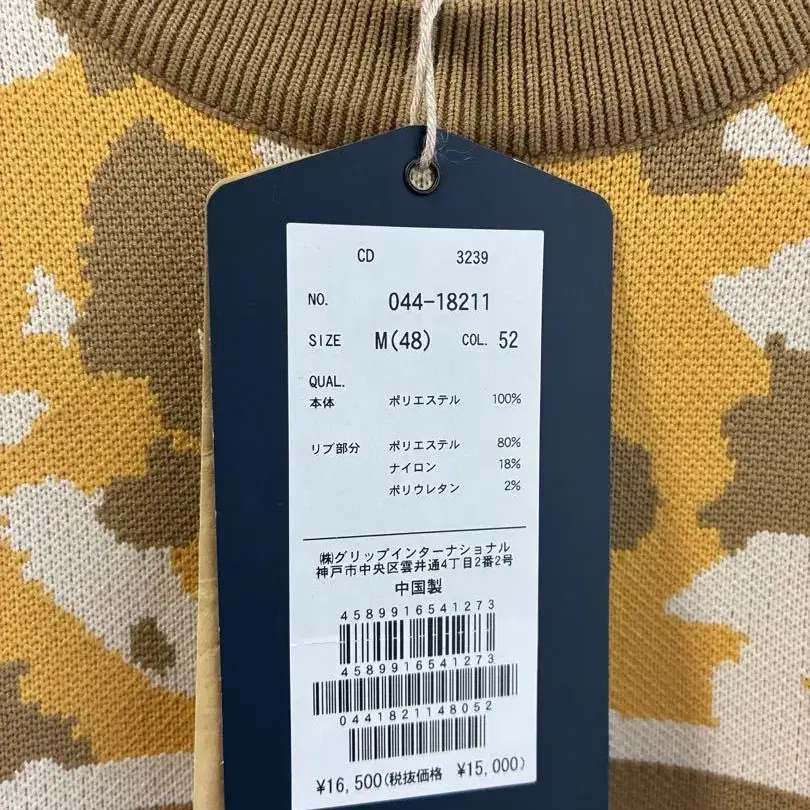 CD 3239
NO. 044-18211
SIZE M(48) COL. 52
QUAL.
本体 ポリエステル 100%
リブ部分 ポリエステル 80%
ナイロン 18%
ポリウレタン 2%
㈱グリップインターナショナル
神戸市中央区雲井通4丁目2番2号
中国製
4589916541273
4589916541273
0441821148052
¥16,500(税抜価格 ¥15,000)